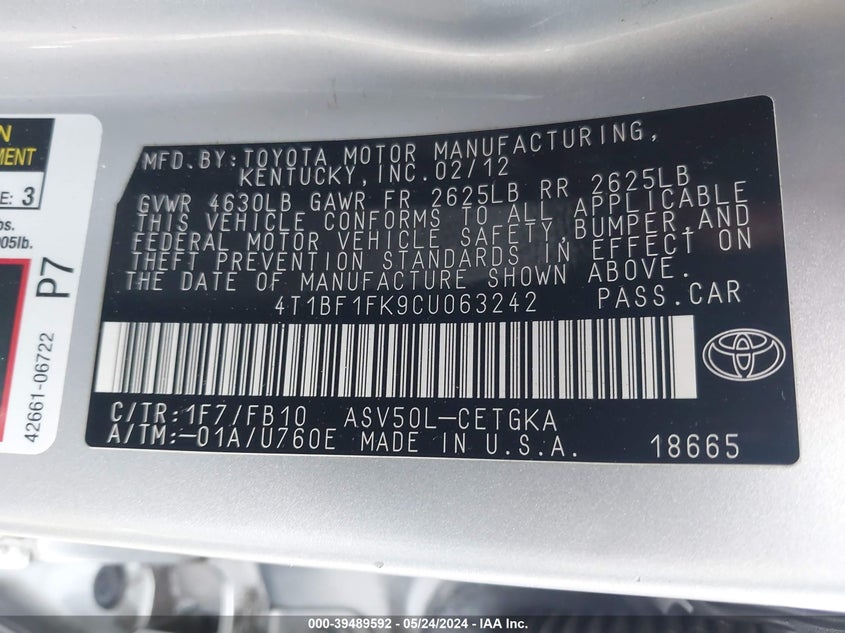 MFD.BY:TOYOTA MOTOR MANUFACTURING,
KENTUCKY,INC.02/12
GVWR 4630LB GAWR FR 2625LB RR 2625LB
THIS VEHICLE CONFORMS TO ALL APPLICABLE
FEDERAL MOTOR VEHICLE SAFETY,BUMPER,AND
THEFT PREVENTION STANDARDS IN EFFECT ON
THE DATE OF MANUFACTURE SHOWN ABOVE.
4T1BF1FK9CU063242 PASS.CAR
C/TR:1F7/FB10 ASV50L-CETGKA
A/TM:-01A/U760E MADE IN U.S.A. 18665
E: 3
P7
42661-06722
000-39489592 - 05/24/2024 - IAA Inc.